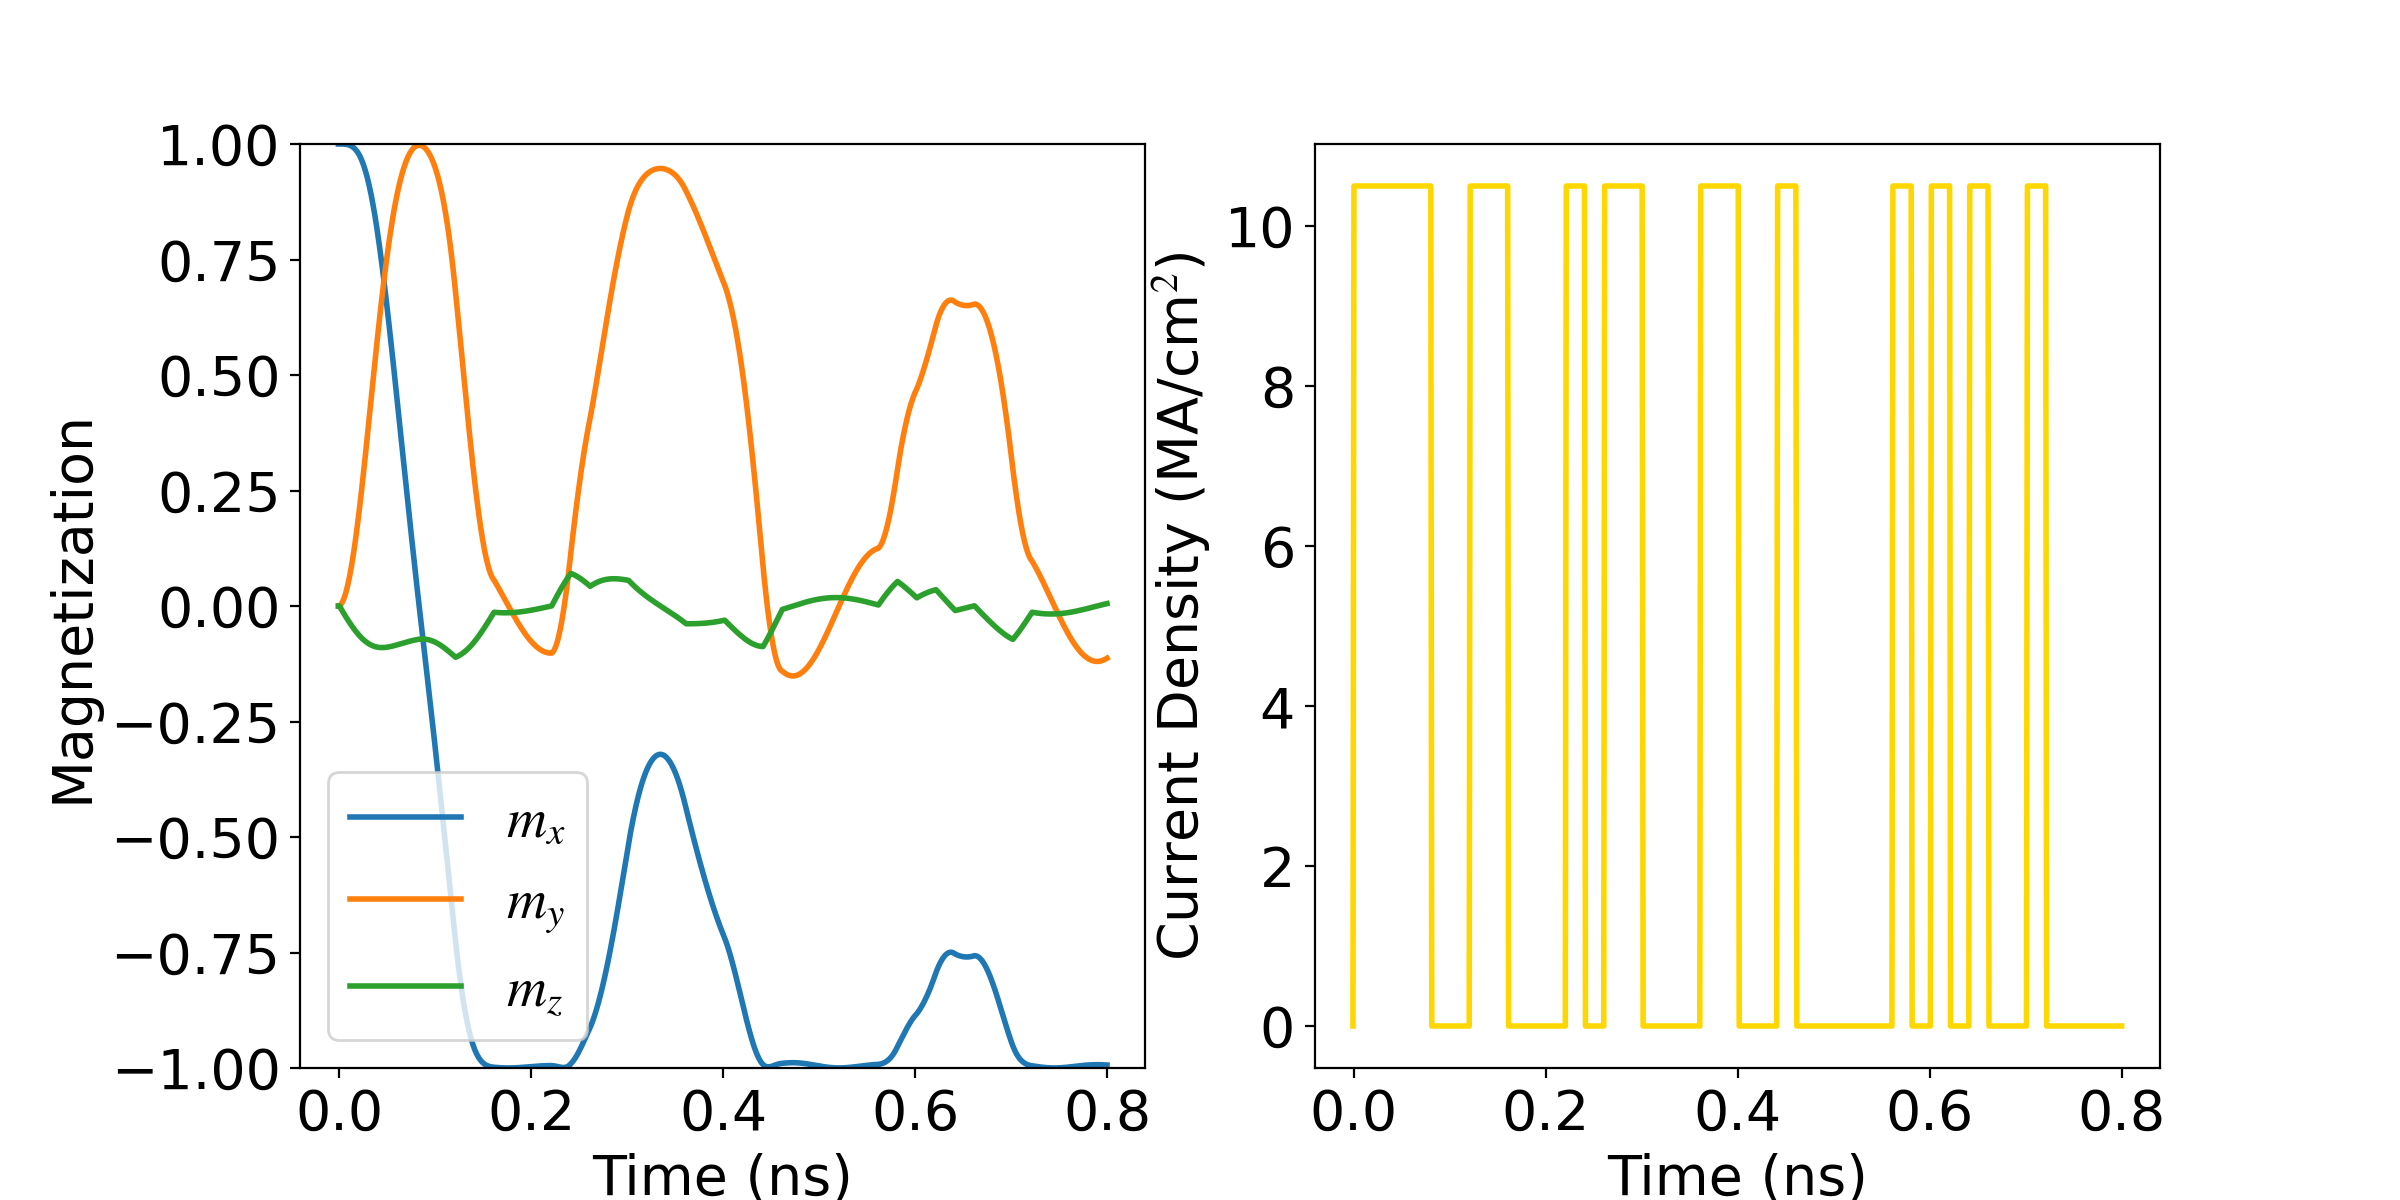 Magnetization
1.00
0.75
0.50
0.25
0.00
−0.25
−0.50
−0.75
−1.00
m_x
m_y
m_z
0.0 0.2 0.4 0.6 0.8
Time (ns)
Current Density (MA/cm²)
10
8
6
4
2
0
0.0 0.2 0.4 0.6 0.8
Time (ns)